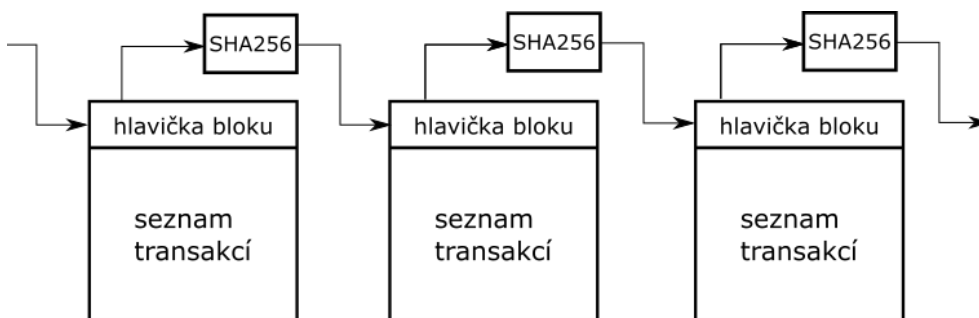 SHA256
SHA256
SHA256
hlavička bloku
hlavička bloku
hlavička bloku
seznam
transakcí
seznam
transakcí
seznam
transakcí